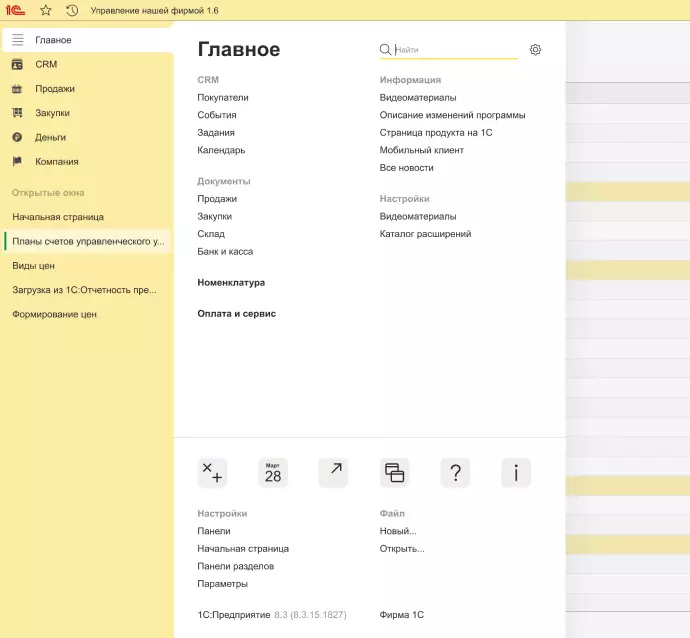 1С Управление нашей фирмой 1.6
Главное
CRM
Продажи
Закупки
Деньги
Компания
Открытые окна
Начальная страница
Планы счетов управленческого у...
Виды цен
Загрузка из 1С:Отчетность пре...
Формирование цен
Главное
Найти
CRM
Покупатели
События
Задания
Календарь
Документы
Продажи
Закупки
Склад
Банк и касса
Номенклатура
Оплата и сервис
Информация
Видеоматериалы
Описание изменений программы
Страница продукта на 1С
Мобильный клиент
Все новости
Настройки
Видеоматериалы
Каталог расширений
Март
28
?
i
Настройки
Панели
Начальная страница
Панели разделов
Параметры
Файл
Новый...
Открыть...
1С:Предприятие 8.3 (8.3.15.1827)
Фирма 1С